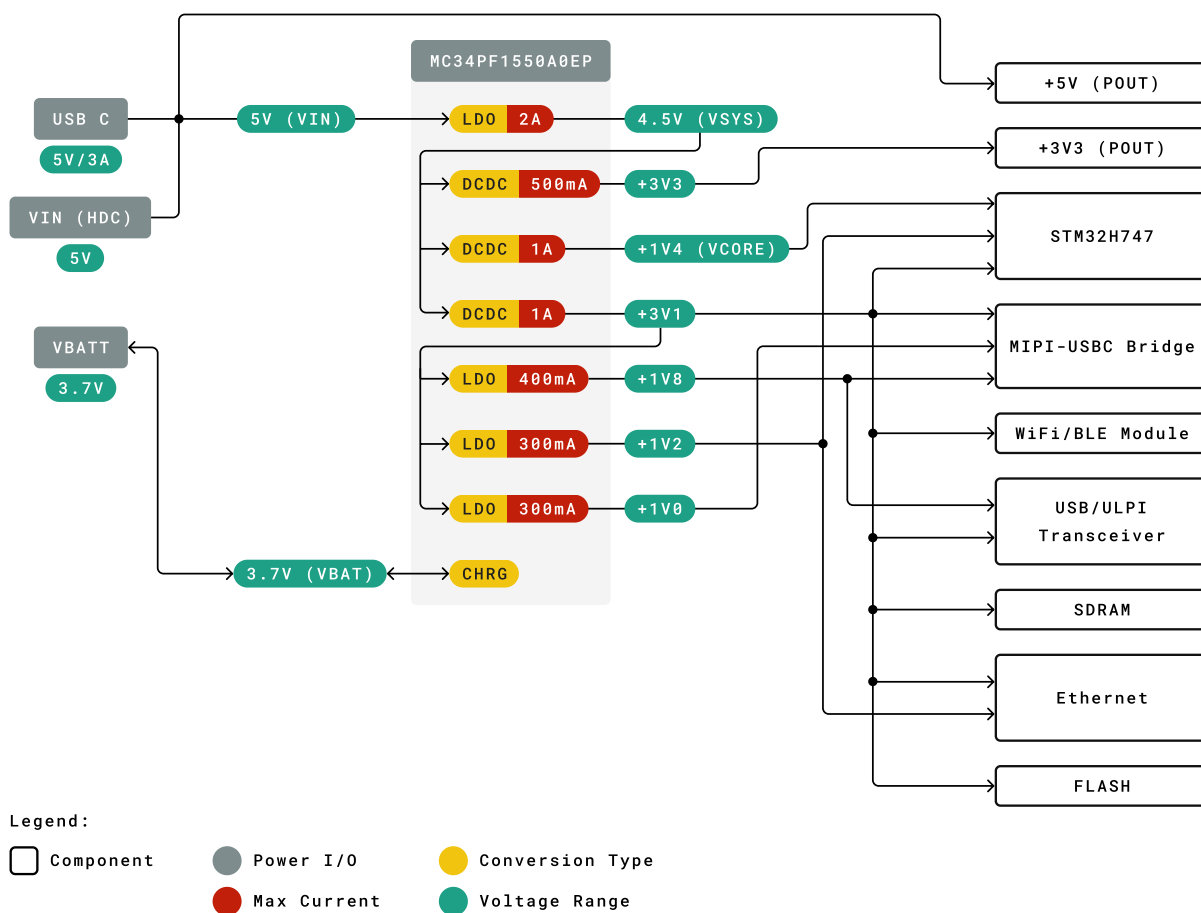 MC34PF1550A0EP
+5V (POUT)
USB C
5V (VIN)
LDO 2A
4.5V (VSYS)
+3V3 (POUT)
5V/3A
DCDC 500mA
+3V3
VIN (HDC)
STM32H747
DCDC 1A
+1V4 (VCORE)
5V
DCDC 1A
+3V1
VBATT
MIPI-USBC Bridge
3.7V
LDO 400mA
+1V8
WiFi/BLE Module
LDO 300mA
+1V2
LDO 300mA
+1V0
USB/ULPI
Transceiver
3.7V (VBAT)
CHRG
SDRAM
Ethernet
FLASH
Legend:
Component
Power I/O
Conversion Type
Max Current
Voltage Range